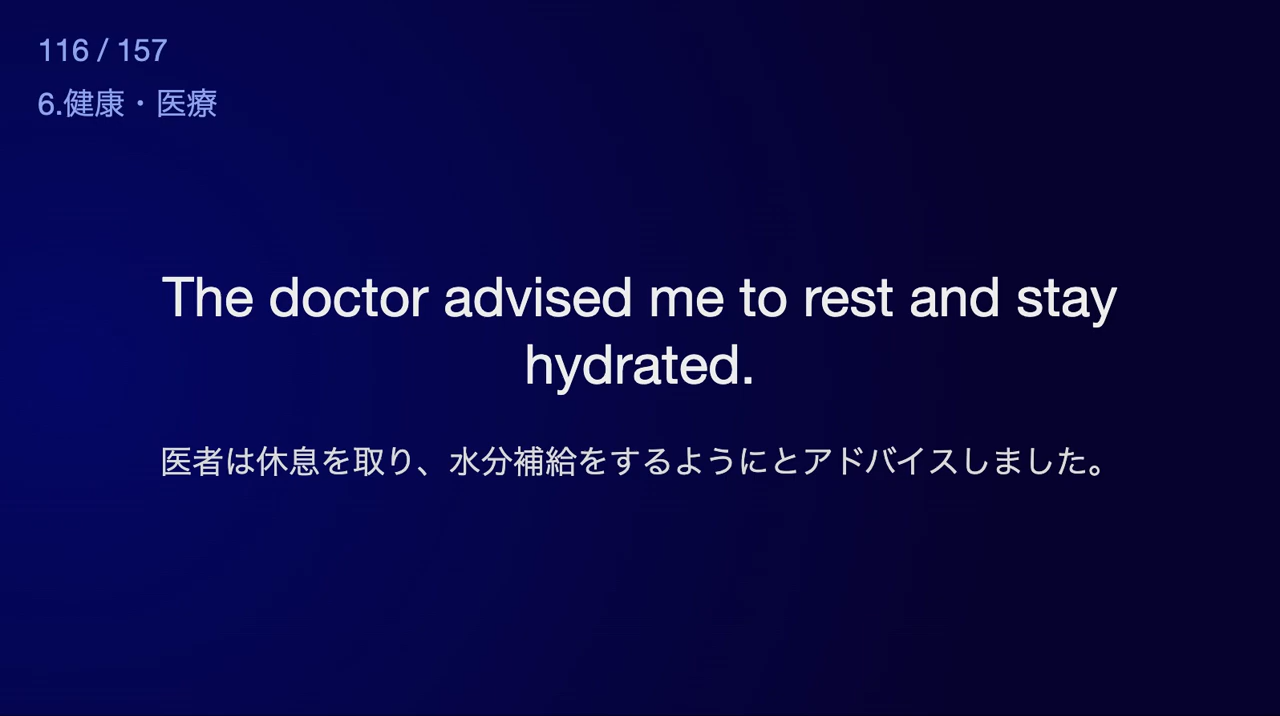 116 / 157
6.健康・医療
The doctor advised me to rest and stay
hydrated.
医者は休息を取り、水分補給をするようにとアドバイスしました。